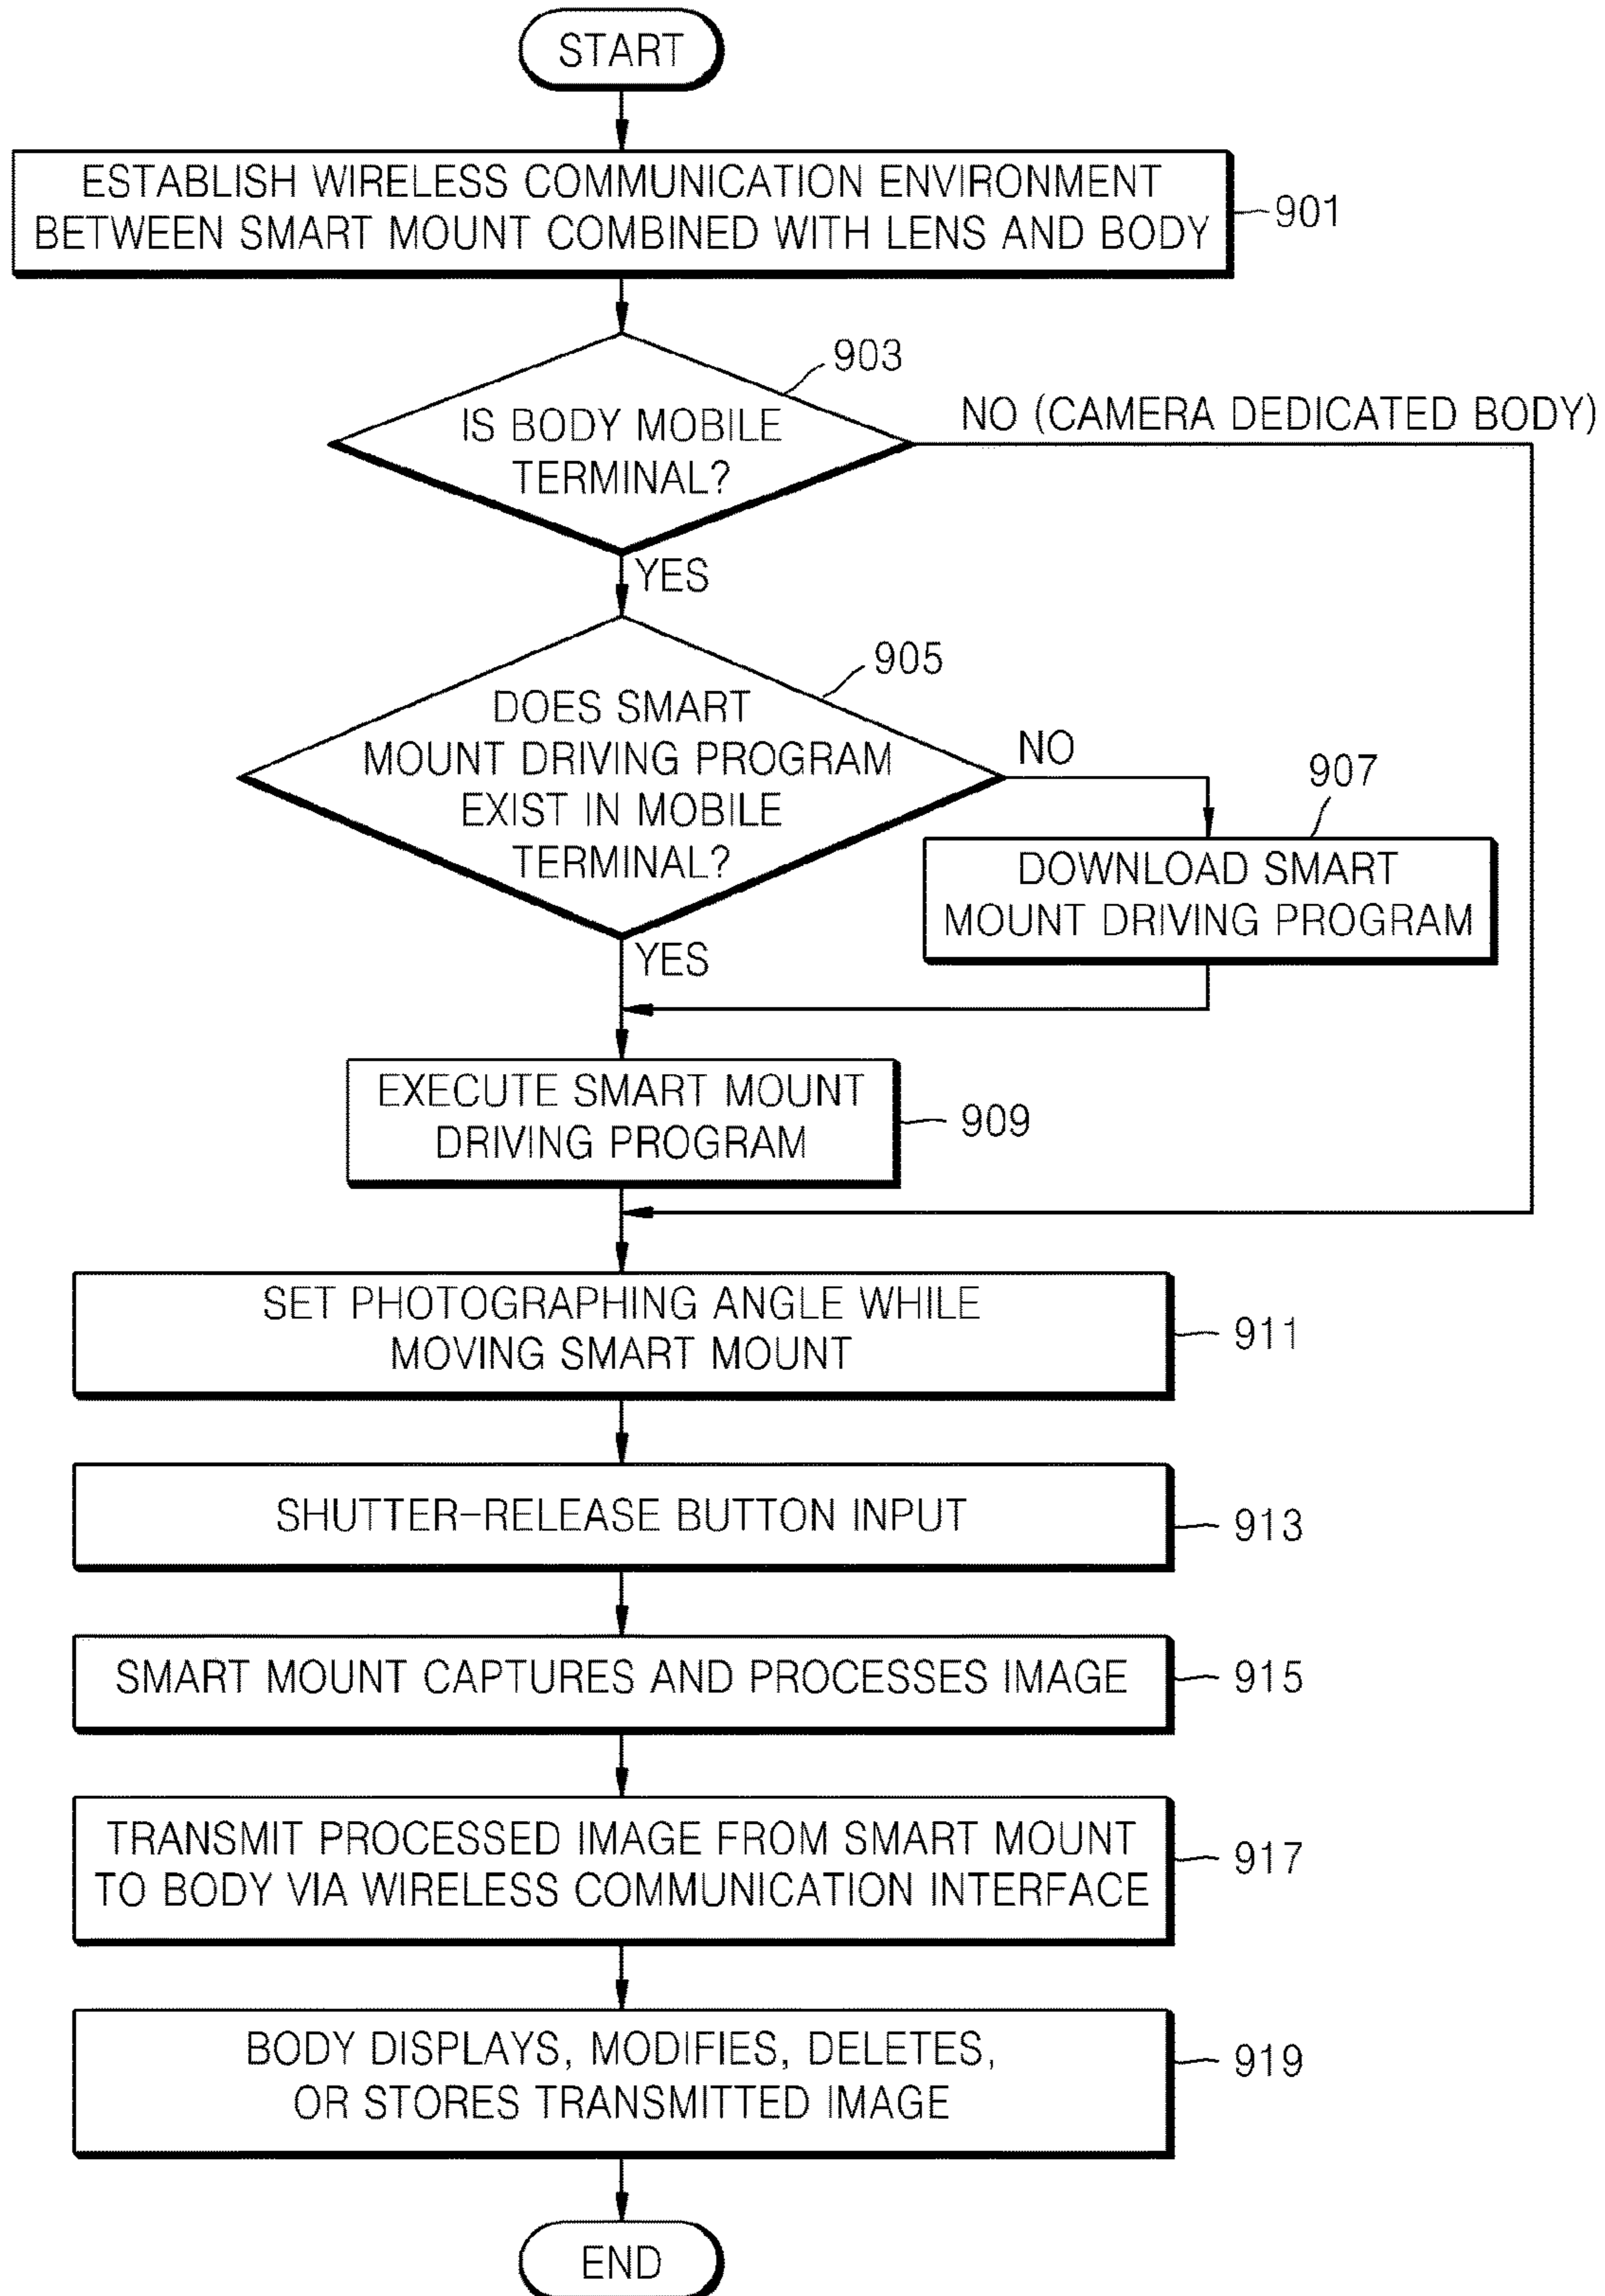 START
ESTABLISH WIRELESS COMMUNICATION ENVIRONMENT
BETWEEN SMART MOUNT COMBINED WITH LENS AND BODY
901
903
IS BODY MOBILE
TERMINAL?
NO (CAMERA DEDICATED BODY)
YES
905
DOES SMART
MOUNT DRIVING PROGRAM
EXIST IN MOBILE
TERMINAL?
NO
907
DOWNLOAD SMART
MOUNT DRIVING PROGRAM
YES
EXECUTE SMART MOUNT
DRIVING PROGRAM
909
SET PHOTOGRAPHING ANGLE WHILE
MOVING SMART MOUNT
911
SHUTTER-RELEASE BUTTON INPUT
913
SMART MOUNT CAPTURES AND PROCESSES IMAGE
915
TRANSMIT PROCESSED IMAGE FROM SMART MOUNT
TO BODY VIA WIRELESS COMMUNICATION INTERFACE
917
BODY DISPLAYS, MODIFIES, DELETES,
OR STORES TRANSMITTED IMAGE
919
END